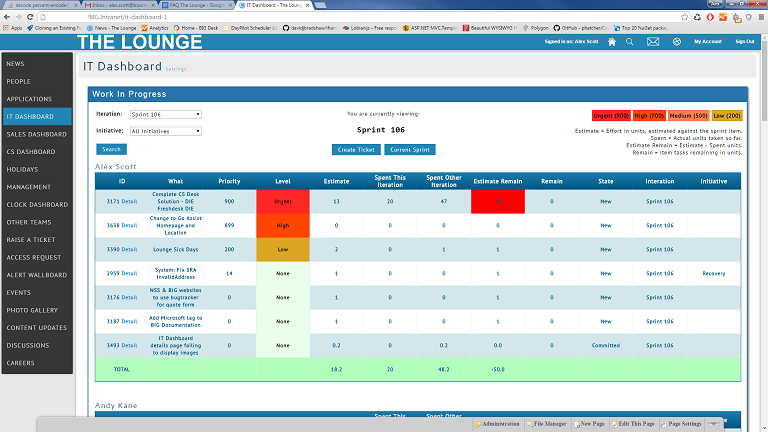 decode percent-encoded
Inbox - alex.scott@bour
FAQ The Lounge - Googl
IT Dashboard - The Loun
BIG.Intranet/it-dashboard-1
Apps
Cloning an Existing Fi
News - The Lounge
Analytics
Home - BIG Desk
DayPilot Scheduler Li
davidjbradshaw/ifra
Lobianijs - Free respo
ASP.NET MVC.Templ
Beautiful WYSIWYG H
Polygon
GitHub - phatcher/Cs
Top 20 NuGet packag
THE LOUNGE
Signed in as: Alex Scott
My Account
Sign Out
NEWS
PEOPLE
APPLICATIONS
IT DASHBOARD
SALES DASHBOARD
CS DASHBOARD
HOLIDAYS
MANAGEMENT
CLOCK DASHBOARD
OTHER TEAMS
RAISE A TICKET
ACCESS REQUEST
ALERT WALLBOARD
EVENTS
PHOTO GALLERY
CONTENT UPDATES
DISCUSSIONS
CAREERS
IT Dashboard Settings
Work In Progress
Iteration: Sprint 106
Initiative: All Initiatives
Search
You are currently viewing:
Sprint 106
Create Ticket Current Sprint
Urgent (900) High (700) Medium (500) Low (200)
Estimate = Effort in units, estimated against the sprint item.
Spent = Actual units taken so far.
Estimate Remain = Estimate - Spent units.
Remain = Item tasks remaining in units.
Alex Scott
ID What Priority Level Estimate Spent This Iteration Spent Other Iteration Estimate Remain Remain State Interation Initiative
3171 Detail Complete CS Desk Solution - DIE Freshdesk DIE 900 Urgent 13 20 47 0 New Sprint 106
3638 Detail Change to Go Assist Homepage and Location 899 High 0 0 0 0 0 New Sprint 106
3390 Detail Lounge Sick Days 200 Low 2 0 1 1 0 New Sprint 106
2959 Detail System: Fix SRA InvalidAddress 14 None 1 0 0 1 0 New Sprint 106 Recovery
3176 Detail NSS & BIG websites to use bugtracker for quote form 0 None 1 0 0 1 0 New Sprint 106
3187 Detail Add Microsoft tag to BIG Documentation 0 None 1 0 0 1 0 New Sprint 106
3493 Detail IT Dashboard details page failing to display images 0 None 0.2 0 0.2 0.0 0 Committed Sprint 106
TOTAL 18.2 20 48.2 -50.0
Andy Kane
Spent This Spent Other
Administration File Manager New Page Edit This Page Page Settings